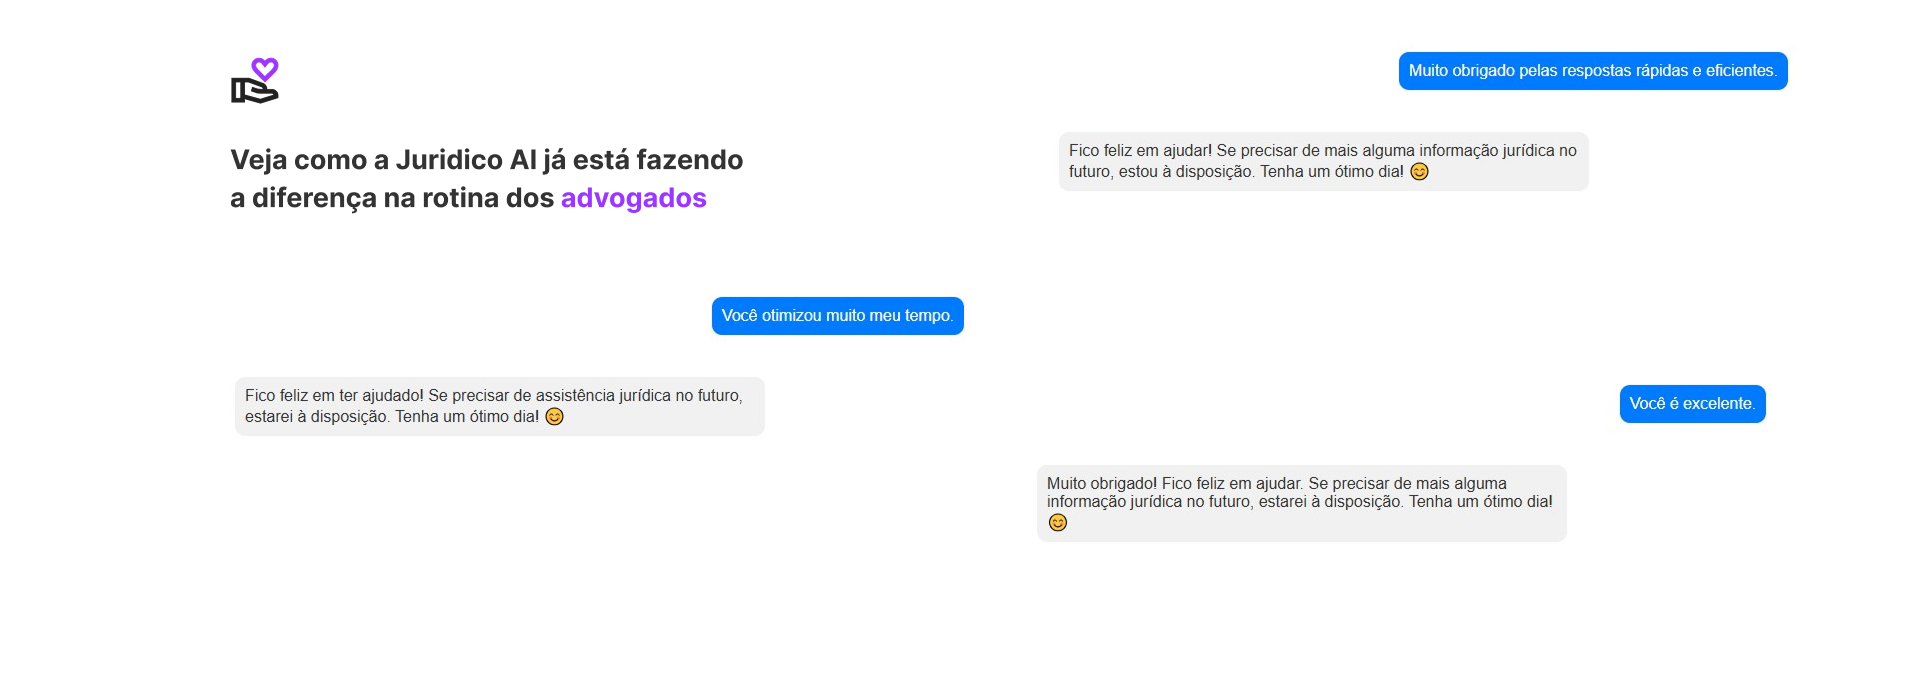 Veja como a Juridico AI já está fazendo
a diferença na rotina dos advogados
Você otimizou muito meu tempo.
Fico feliz em ter ajudado! Se precisar de assistência jurídica no futuro,
estarei à disposição. Tenha um ótimo dia! 😊
Muito obrigado pelas respostas rápidas e eficientes.
Fico feliz em ajudar! Se precisar de mais alguma informação jurídica no
futuro, estou à disposição. Tenha um ótimo dia! 😊
Você é excelente.
Muito obrigado! Fico feliz em ajudar. Se precisar de mais alguma
informação jurídica no futuro, estarei à disposição. Tenha um ótimo dia!
😊